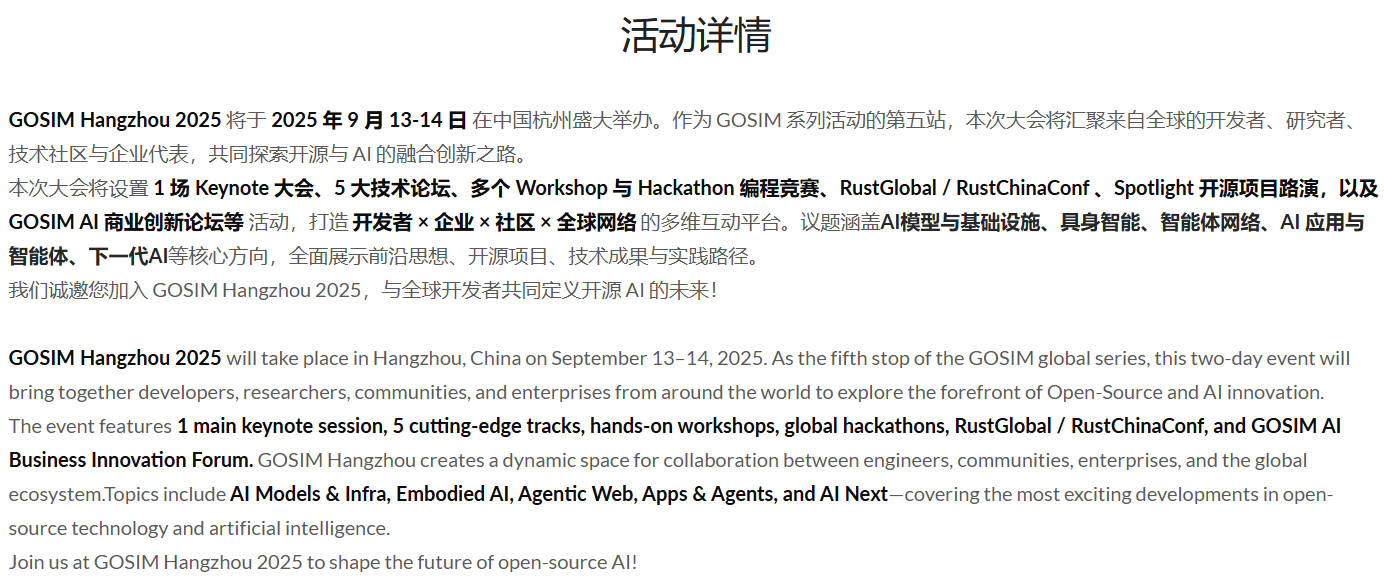 活动详情
GOSIM Hangzhou 2025 将于 2025 年 9 月 13-14 日 在中国杭州盛大举办。作为 GOSIM 系列活动的第五站，本次大会将汇聚来自全球的开发者、研究者、
技术社区与企业代表，共同探索开源与 AI 的融合创新之路。
本次大会将设置 1 场 Keynote 大会、5 大技术论坛、多个 Workshop 与 Hackathon 编程竞赛、RustGlobal / RustChinaConf 、Spotlight 开源项目路演，以及
GOSIM AI 商业创新论坛等 活动，打造 开发者 × 企业 × 社区 × 全球网络 的多维互动平台。议题涵盖AI模型与基础设施、具身智能、智能体网络、AI 应用与
智能体、下一代AI等核心方向，全面展示前沿思想、开源项目、技术成果与实践路径。
我们诚邀您加入 GOSIM Hangzhou 2025，与全球开发者共同定义开源 AI 的未来！
GOSIM Hangzhou 2025 will take place in Hangzhou, China on September 13–14, 2025. As the fifth stop of the GOSIM global series, this two-day event will
bring together developers, researchers, communities, and enterprises from around the world to explore the forefront of Open-Source and AI innovation.
The event features 1 main keynote session, 5 cutting-edge tracks, hands-on workshops, global hackathons, RustGlobal / RustChinaConf, and GOSIM AI
Business Innovation Forum. GOSIM Hangzhou creates a dynamic space for collaboration between engineers, communities, enterprises, and the global
ecosystem.Topics include AI Models & Infra, Embodied AI, Agentic Web, Apps & Agents, and AI Next—covering the most exciting developments in open-
source technology and artificial intelligence.
Join us at GOSIM Hangzhou 2025 to shape the future of open-source AI!